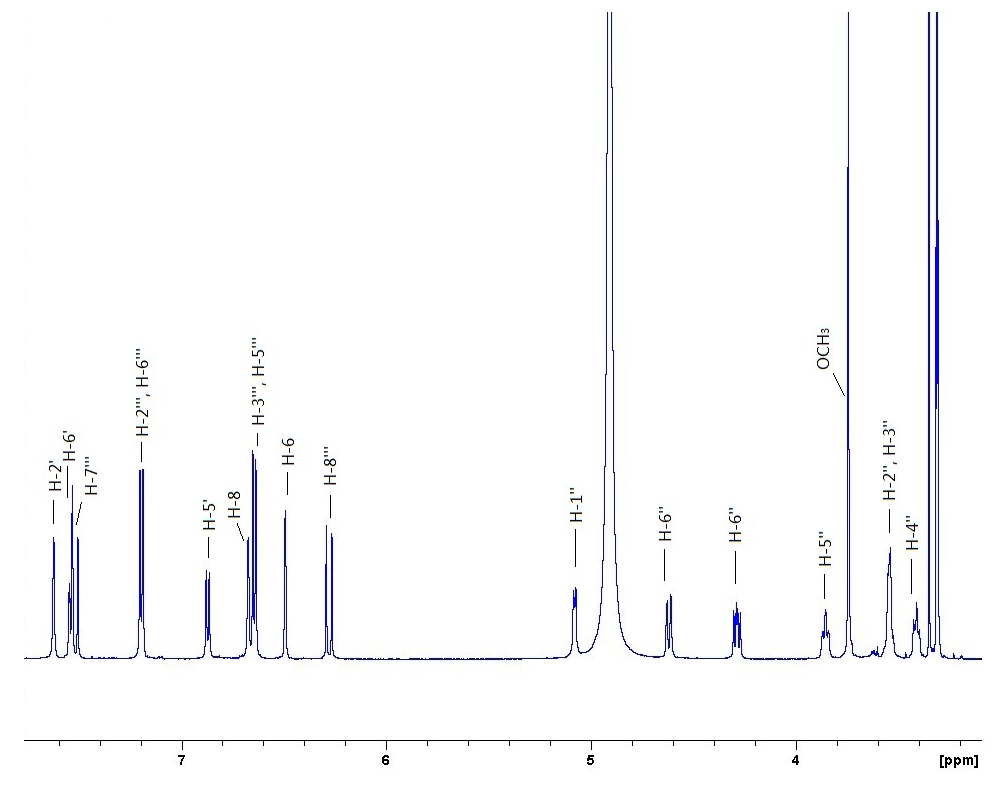 H-2'
H-6'
H-7''''
H-2''', H-6'''
H-5'
H-8
H-3''', H-5'''
H-6
H-8''''
H-1''
H-6''
H-6''
H-5''
OCH₃
H-2'', H-3''
H-4''
7 6 5 4 [ppm]